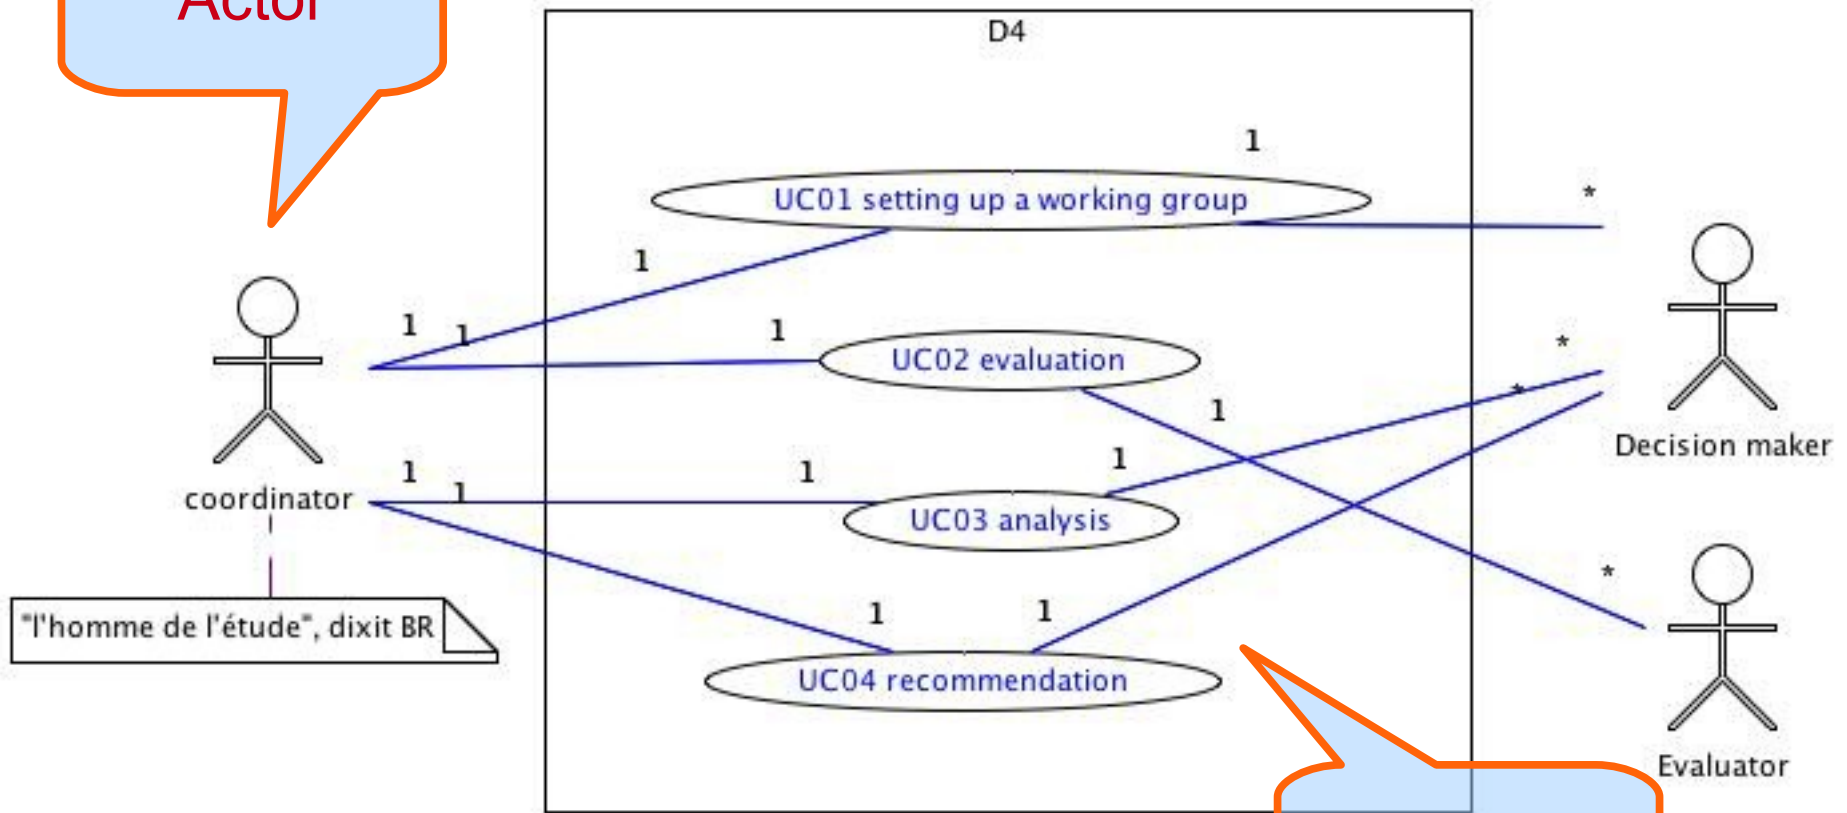 Actor
D4
1
UC01 setting up a working group
*
1
1
1
1
UC02 evaluation
*
*
1
Decision maker
1
1
1
1
coordinator
UC03 analysis
*
"l'homme de l'étude", dixit BR
1
1
UC04 recommendation
Evaluator